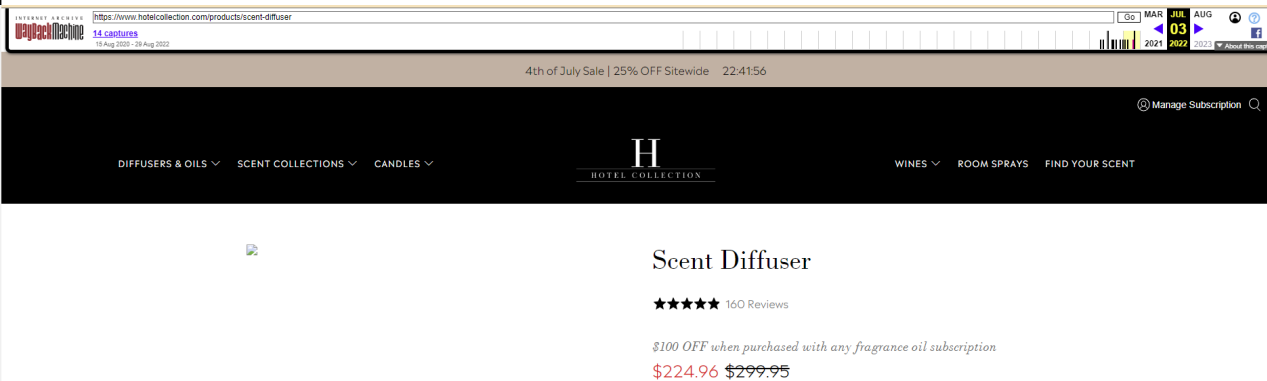 INTERNET ARCHIVE
WayBackMachine
https://www.hotelcollection.com/products/scent-diffuser
Go
MAR JUL AUG
14 captures
03
15 Aug 2020 - 29 Aug 2022
2021 2022 2023
About this cap
4th of July Sale | 25% OFF Sitewide 22:41:56
Manage Subscription
DIFFUSERS & OILS
SCENT COLLECTIONS
CANDLES
H
HOTEL COLLECTION
WINES
ROOM SPRAYS
FIND YOUR SCENT
Scent Diffuser
160 Reviews
$100 OFF when purchased with any fragrance oil subscription
$224.96 $299.95